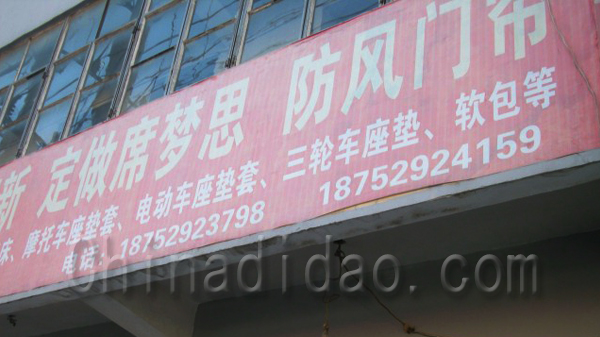 新 定做席梦思 防风门帘
床、摩托车座垫套、电动车座垫套、三轮车座垫、软包等
电话:18752923798 18752924159
Chinadidao.com